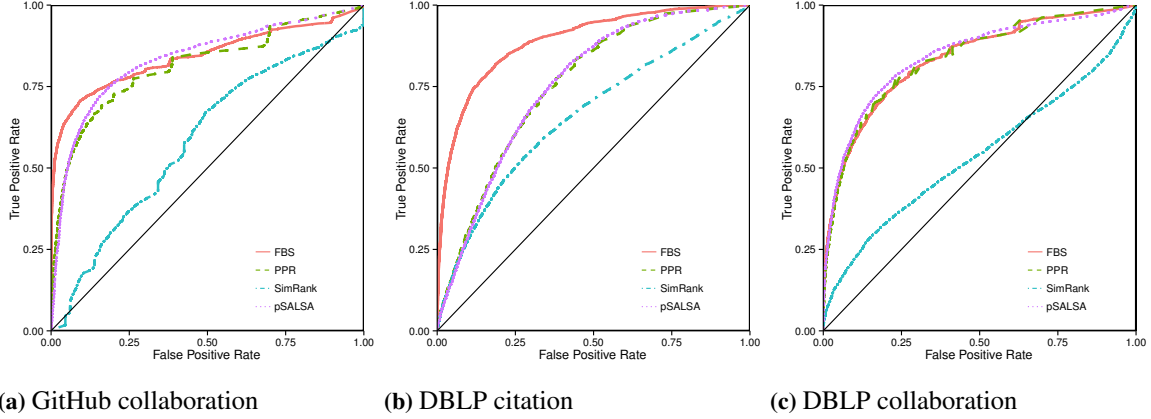 1.00
0.75
0.50
0.25
0.00
True Positive Rate
0.00 0.25 0.50 0.75 1.00
False Positive Rate
FBS
PPR
SimRank
pSALSA
1.00
0.75
0.50
0.25
0.00
True Positive Rate
0.00 0.25 0.50 0.75 1.00
False Positive Rate
FBS
PPR
SimRank
pSALSA
1.00
0.75
0.50
0.25
0.00
True Positive Rate
0.00 0.25 0.50 0.75 1.00
False Positive Rate
FBS
PPR
SimRank
pSALSA
(a) GitHub collaboration
(b) DBLP citation
(c) DBLP collaboration